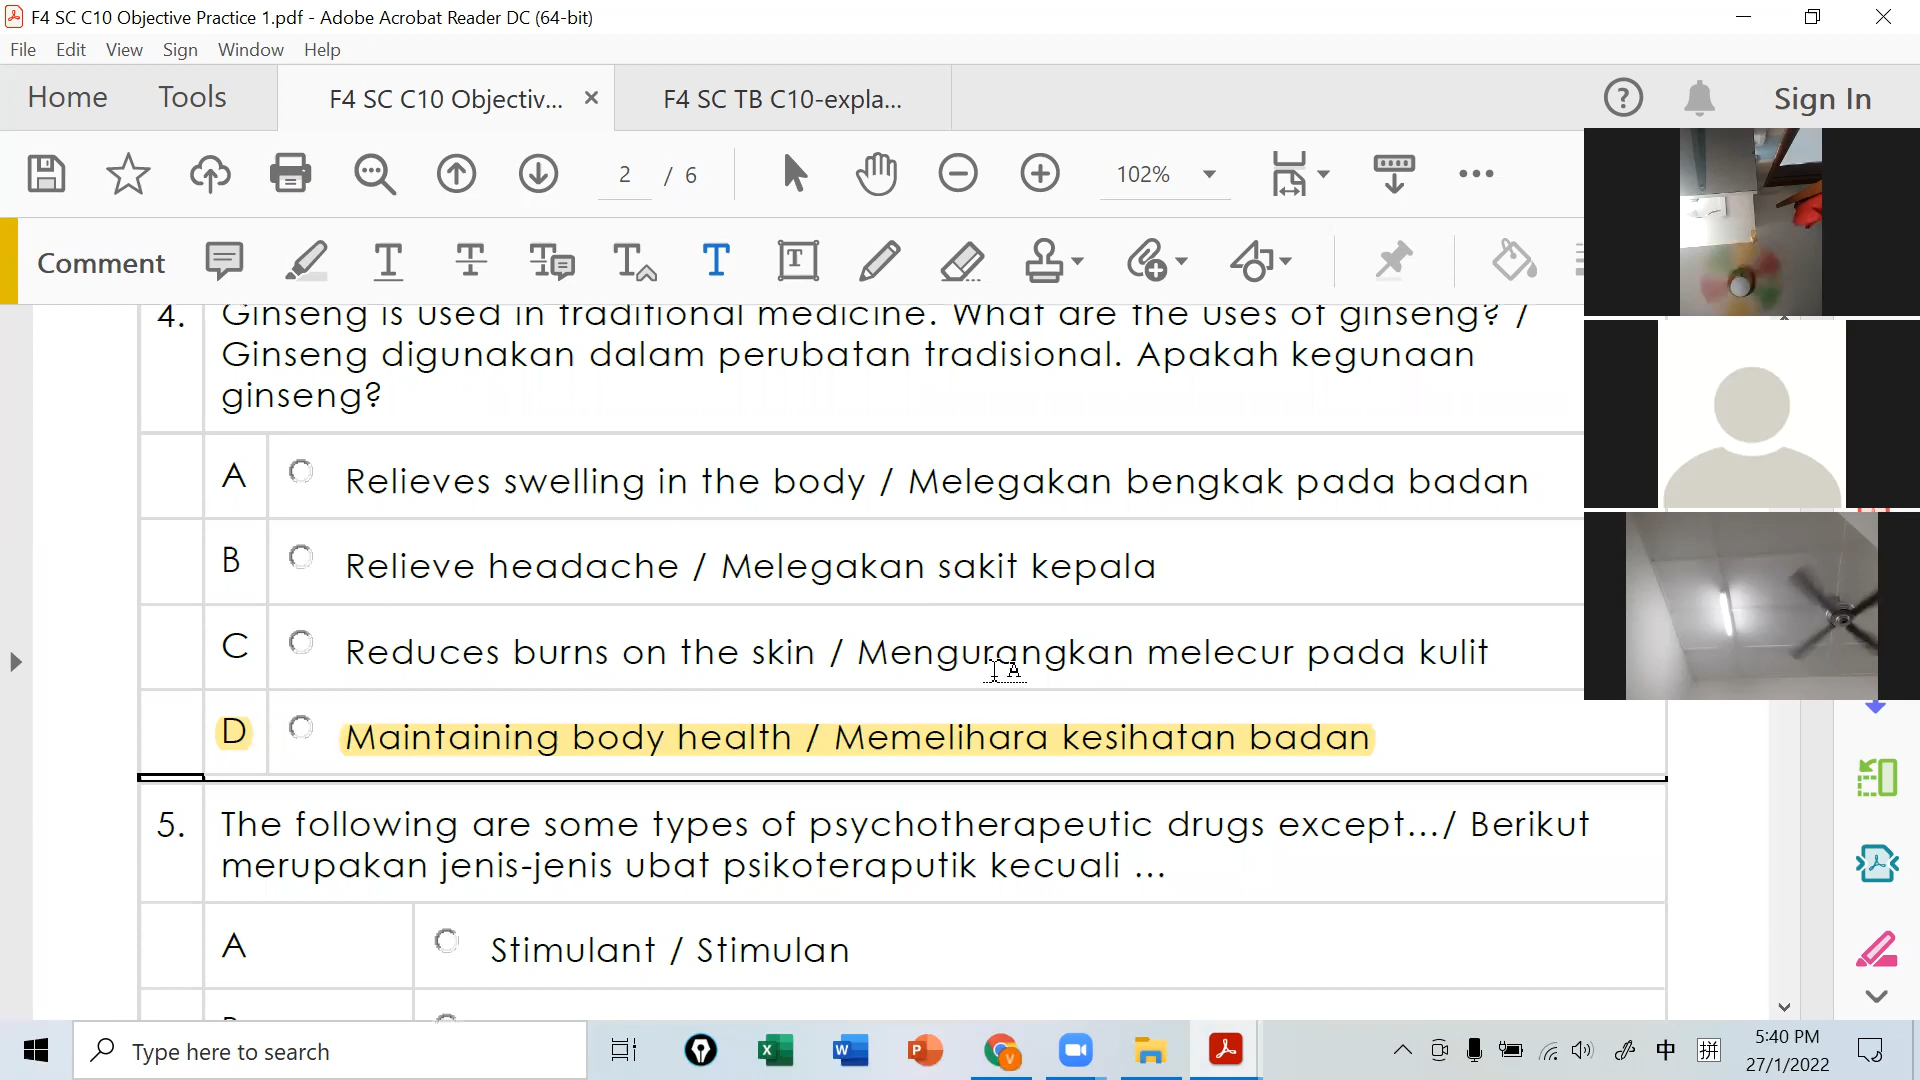 F4 SC C10 Objective Practice 1.pdf - Adobe Acrobat Reader DC (64-bit)
File Edit View Sign Window Help
Home Tools F4 SC C10 Objectiv... × F4 SC TB C10-expla... Sign In
2 / 6 102%
Comment
4. Ginseng is used in traditional medicine. What are the uses of ginseng? /
Ginseng digunakan dalam perubatan tradisional. Apakah kegunaan
ginseng?
A Relieves swelling in the body / Melegakan bengkak pada badan
B Relieve headache / Melegakan sakit kepala
C Reduces burns on the skin / Mengurangkan melecur pada kulit
D Maintaining body health / Memelihara kesihatan badan
5. The following are some types of psychotherapeutic drugs except.../ Berikut
merupakan jenis-jenis ubat psikoteraputik kecuali ...
A Stimulant / Stimulan
Type here to search
中 拼 5:40 PM
27/1/2022